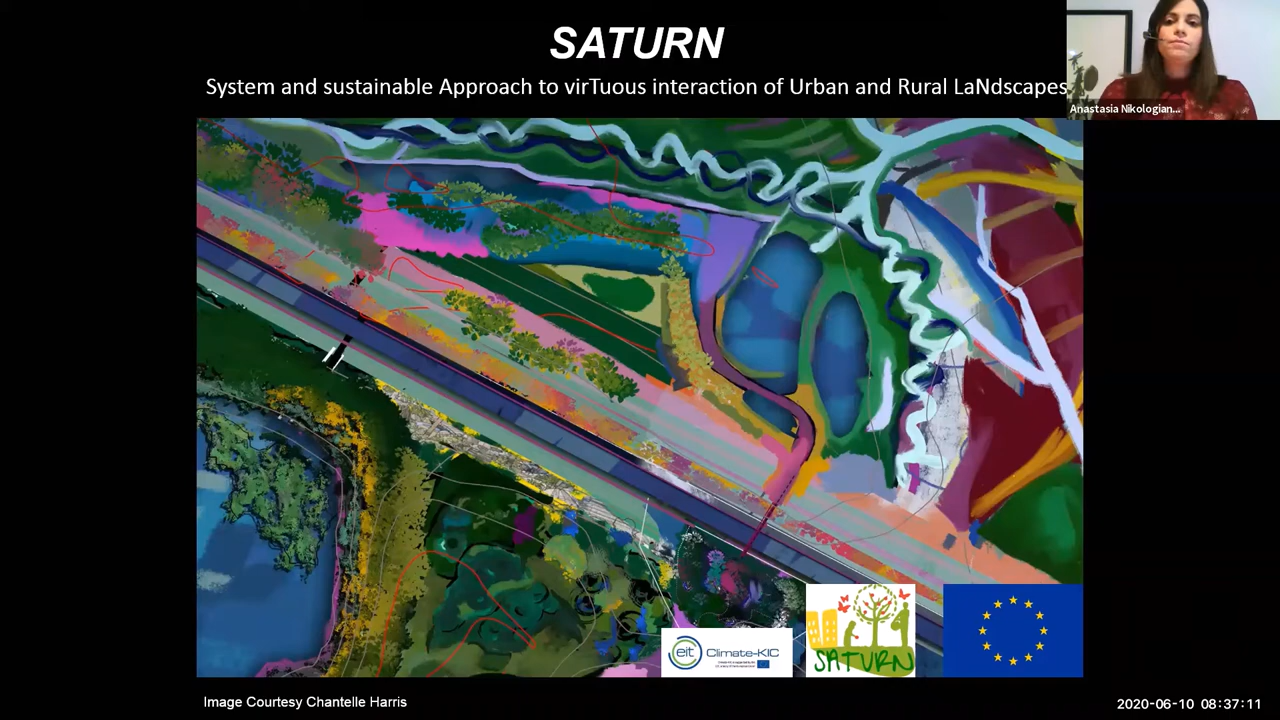 SATURN
System and sustainable Approach to virTuous interaction of Urban and Rural LaNdscapes
Anastasia Nikologian...
eit Climate-KIC
SATURN
Image Courtesy Chantelle Harris
2020-06-10 08:37:11